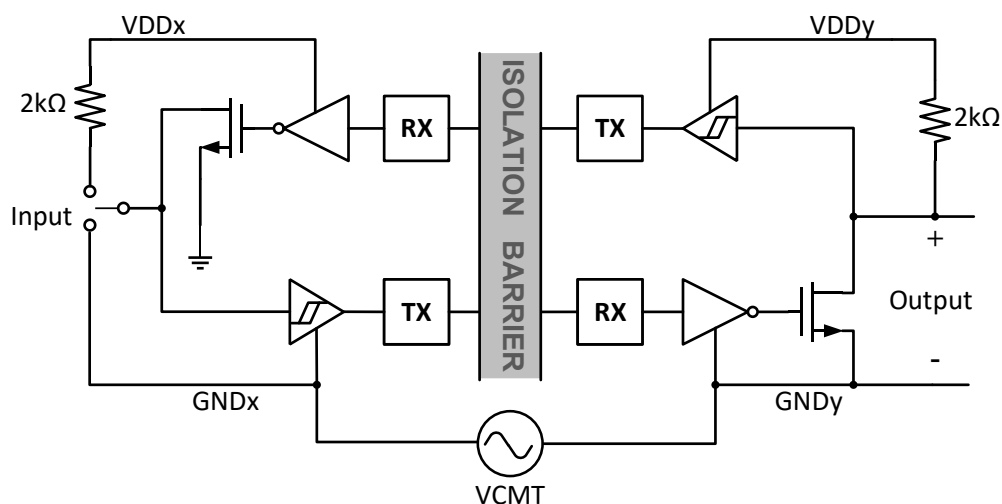 VDDx
VDDy
2kΩ
RX
TX
2kΩ
Input
ISOLATION BARRIER
+
TX
RX
Output
-
GNDx
GNDy
VCMT